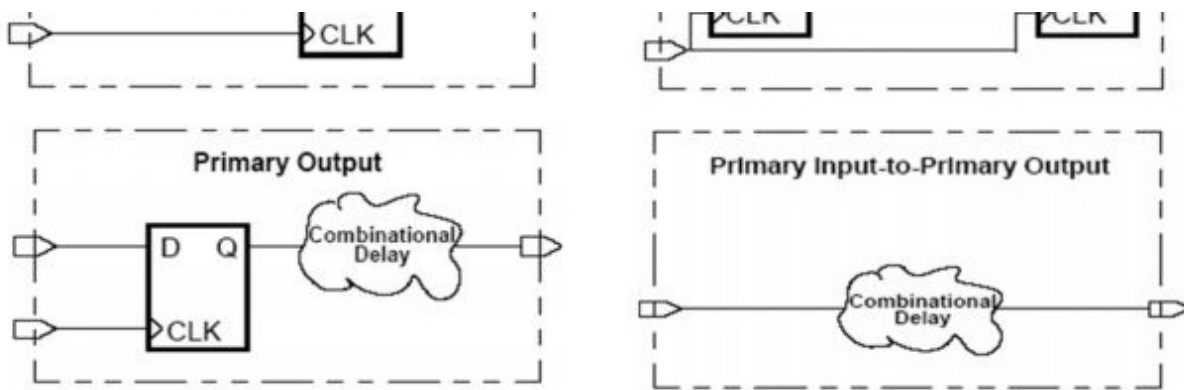 CLK
CLK
CLK
Primary Output
D Q
Combinational
Delay
CLK
Primary Input-to-Primary Output
Combinational
Delay